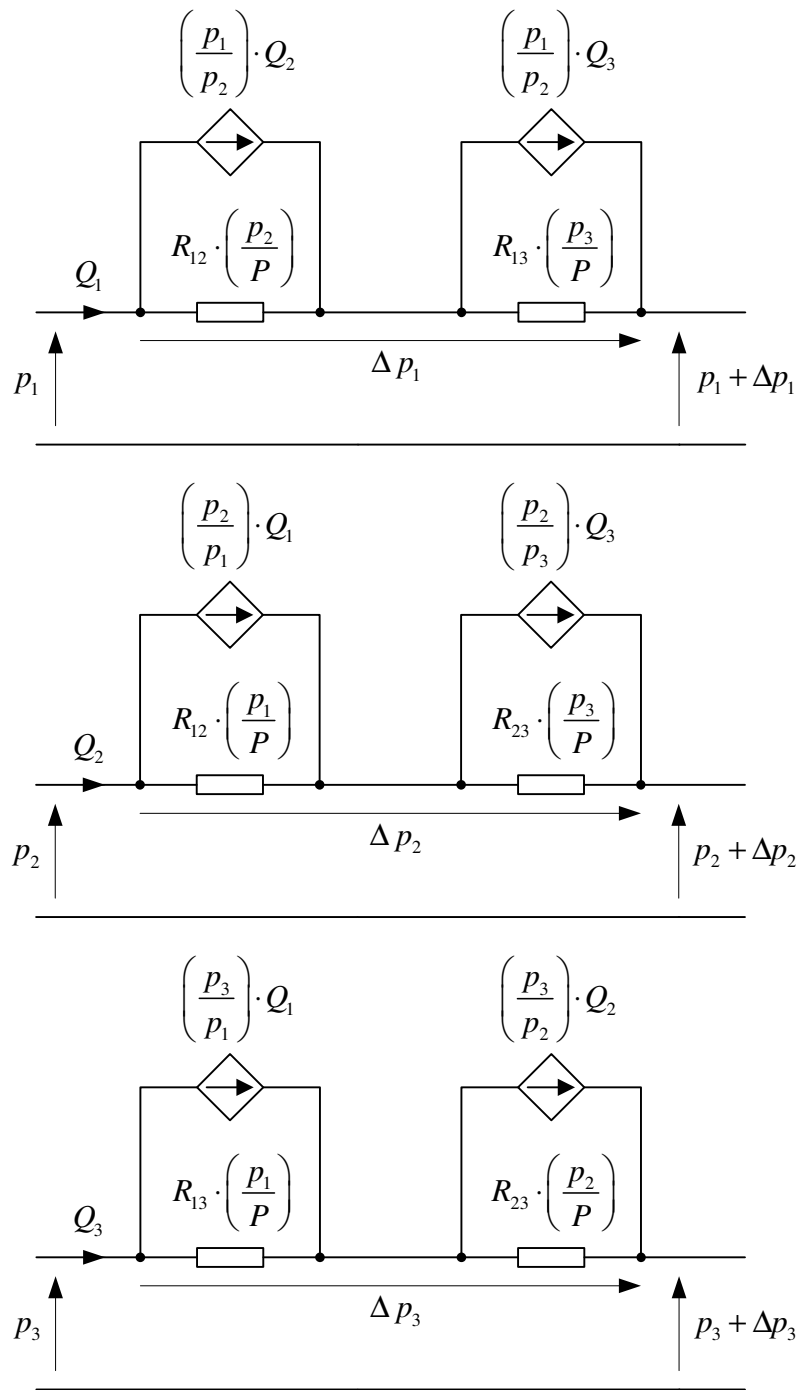 (p₁/p₂)·Q₂ (p₁/p₂)·Q₃
R₁₂·(p₂/P) R₁₃·(p₃/P)
Q₁
Δp₁
p₁ p₁+Δp₁
(p₂/p₁)·Q₁ (p₂/p₃)·Q₃
R₁₂·(p₁/P) R₂₃·(p₃/P)
Q₂
Δp₂
p₂ p₂+Δp₂
(p₃/p₁)·Q₁ (p₃/p₂)·Q₂
R₁₃·(p₁/P) R₂₃·(p₂/P)
Q₃
Δp₃
p₃ p₃+Δp₃